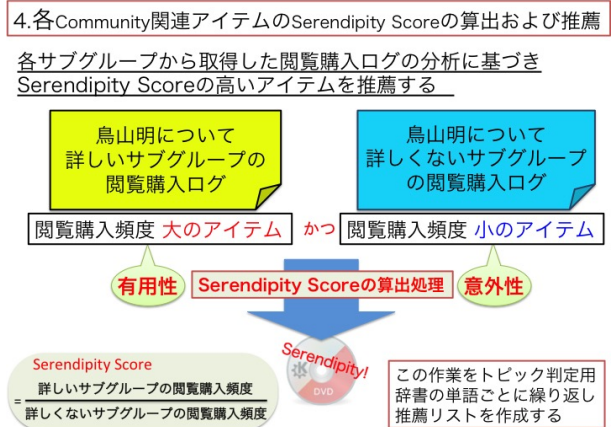 4.各Community関連アイテムのSerendipity Scoreの算出および推薦
各サブグループから取得した閲覧購入ログの分析に基づき
Serendipity Scoreの高いアイテムを推薦する
鳥山明について
詳しいサブグループの
閲覧購入ログ
鳥山明について
詳しくないサブグループ
の閲覧購入ログ
閲覧購入頻度 大のアイテム
かつ
閲覧購入頻度 小のアイテム
有用性
Serendipity Scoreの算出処理
意外性
Serendipity!
DVD
Serendipity Score
詳しいサブグループの閲覧購入頻度
=
詳しくないサブグループの閲覧購入頻度
この作業をトピック判定用
辞書の単語ごとに繰り返し
推薦リストを作成する